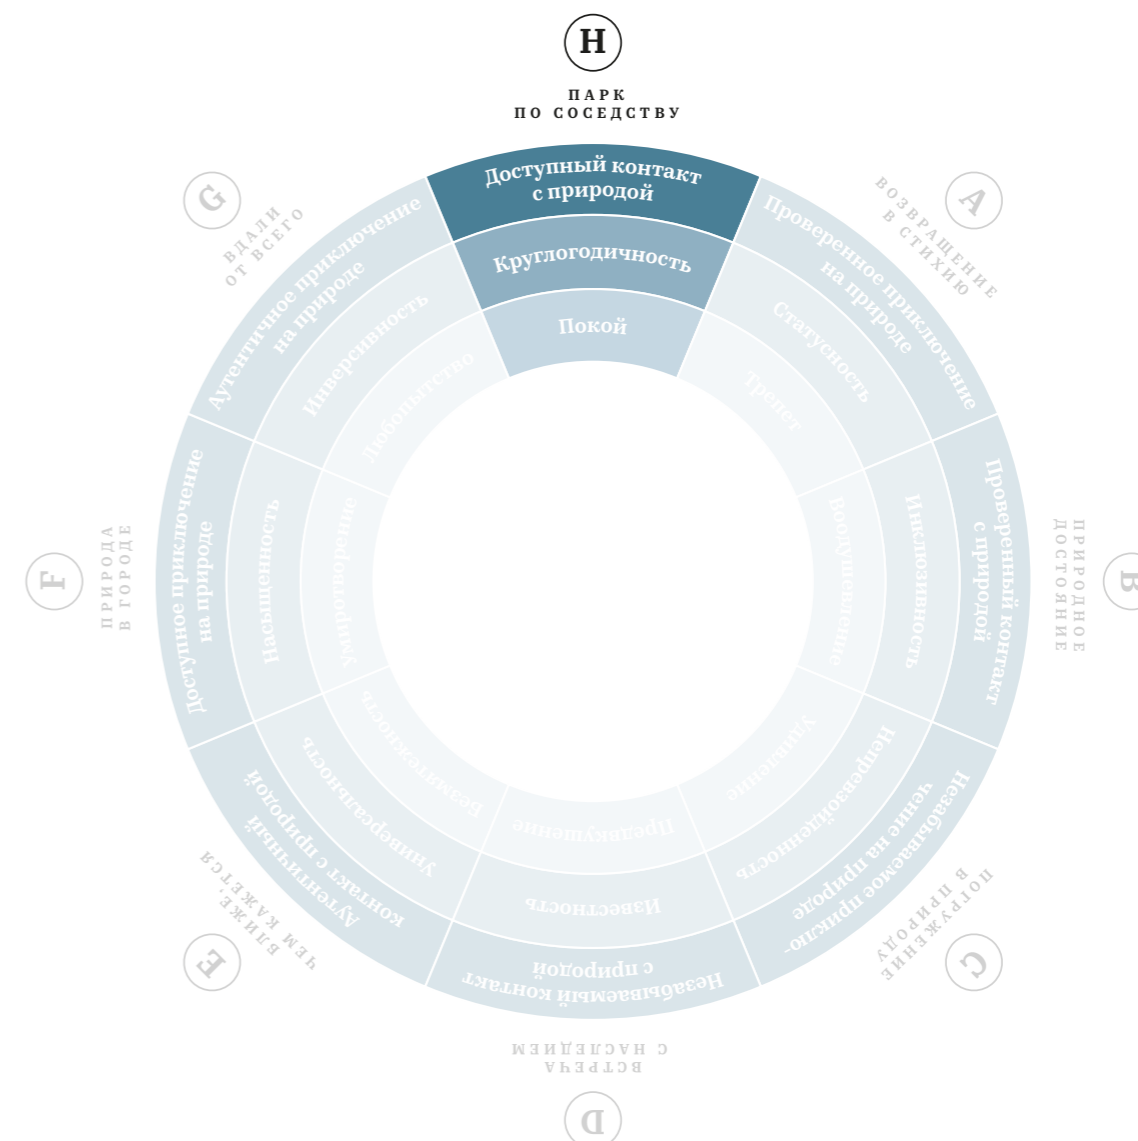 H
ПАРК
ПО СОСЕДСТВУ
Доступный контакт
с природой
Круглогодичность
Покой
A
ВОЗВРАЩЕНИЕ
В СТИХИЮ
Проверенное приключение
на природе
Статусность
Трепет
B
ПРИРОДНОЕ
ДОСТОЯНИЕ
Проверенный контакт
с природой
Инклюзивность
Воодушевление
C
ПОГРУЖЕНИЕ
В ПРИРОДУ
Незабываемое приклю-
чение на природе
Непревзойденность
Удивление
D
ВСТРЕЧА
С НАСЛЕДИЕМ
Незабываемый контакт
с природой
Известность
Предвкушение
E
БЛИЖЕ,
ЧЕМ КАЖЕТСЯ
Аутентичный
контакт с природой
Универсальность
Безмятежность
F
ПРИРОДА
В ГОРОДЕ
Доступное приключение
на природе
Насыщенность
Умиротворение
G
ВДАЛИ
ОТ ВСЕГО
Аутентичное приключение
на природе
Инверсивность
Любопытство